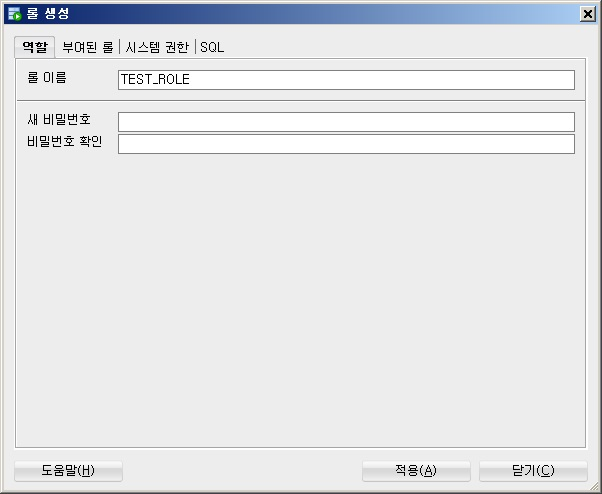 롤 생성
역할 부여된 롤 시스템 권한 SQL
롤 이름 TEST_ROLE
새 비밀번호
비밀번호 확인
도움말(H) 적용(A) 닫기(C)